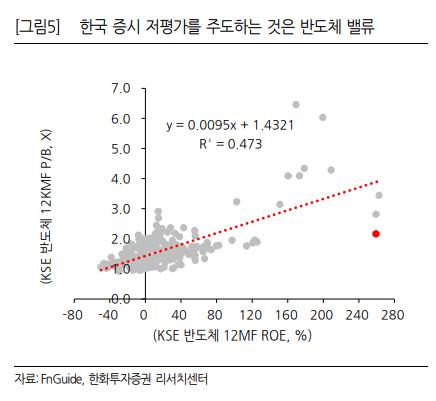 [그림5] 한국 증시 저평가를 주도하는 것은 반도체 밸류
(KSE 반도체 12KMF P/B, X)
7.0
6.0
5.0
4.0
3.0
2.0
1.0
0.0
y = 0.0095x + 1.4321
R² = 0.473
-80 -40 0 40 80 120 160 200 240 280
(KSE 반도체 12MF ROE, %)
자료: FnGuide, 한화투자증권 리서치센터